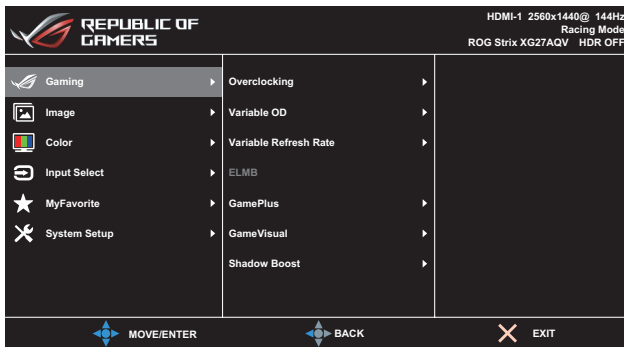 REPUBLIC OF
GAMERS
HDMI-1 2560x1440@ 144Hz
Racing Mode
ROG Strix XG27AQV HDR OFF
Gaming
Image
Color
Input Select
MyFavorite
System Setup
Overclocking
Variable OD
Variable Refresh Rate
ELMB
GamePlus
GameVisual
Shadow Boost
MOVE/ENTER
BACK
EXIT